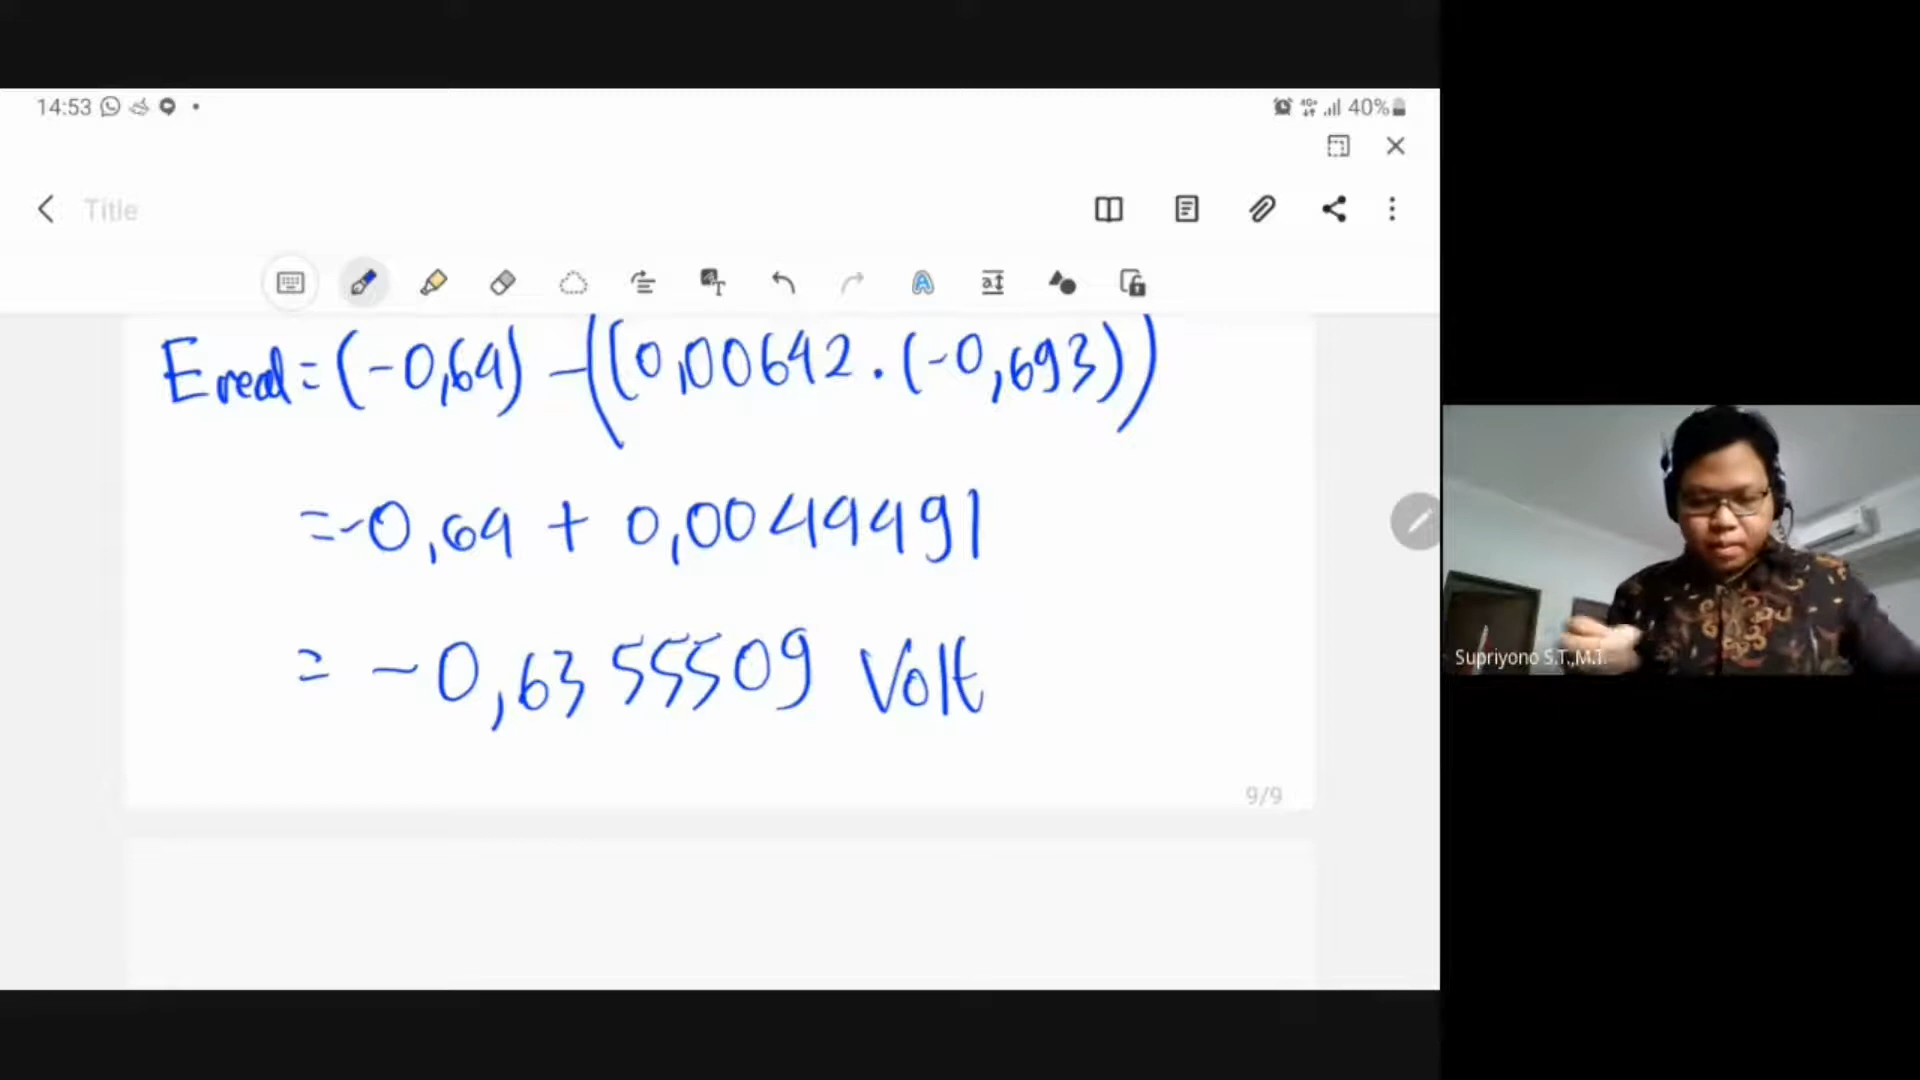 14:53
40%
Title
Ereal = (-0,64) - ((0,00642 . (-0,693))
= -0,64 + 0,0044491
= -0,6355509 Volt
9/9
Supriyono S.T.,M.T.